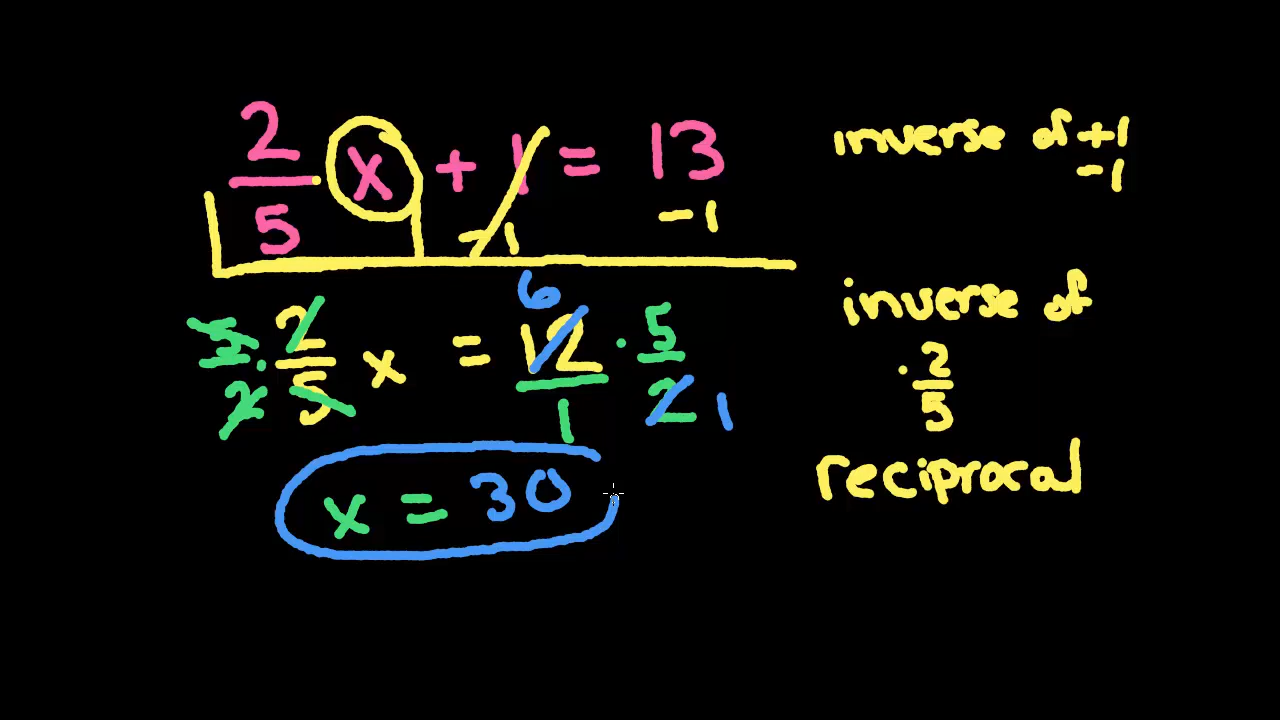 2/5 · x + 1 = 13
-1 -1
inverse of +1
-1
5/2 · 2/5 x = 12/1 · 5/2
6 1
x = 30
inverse of
· 2/5
reciprocal